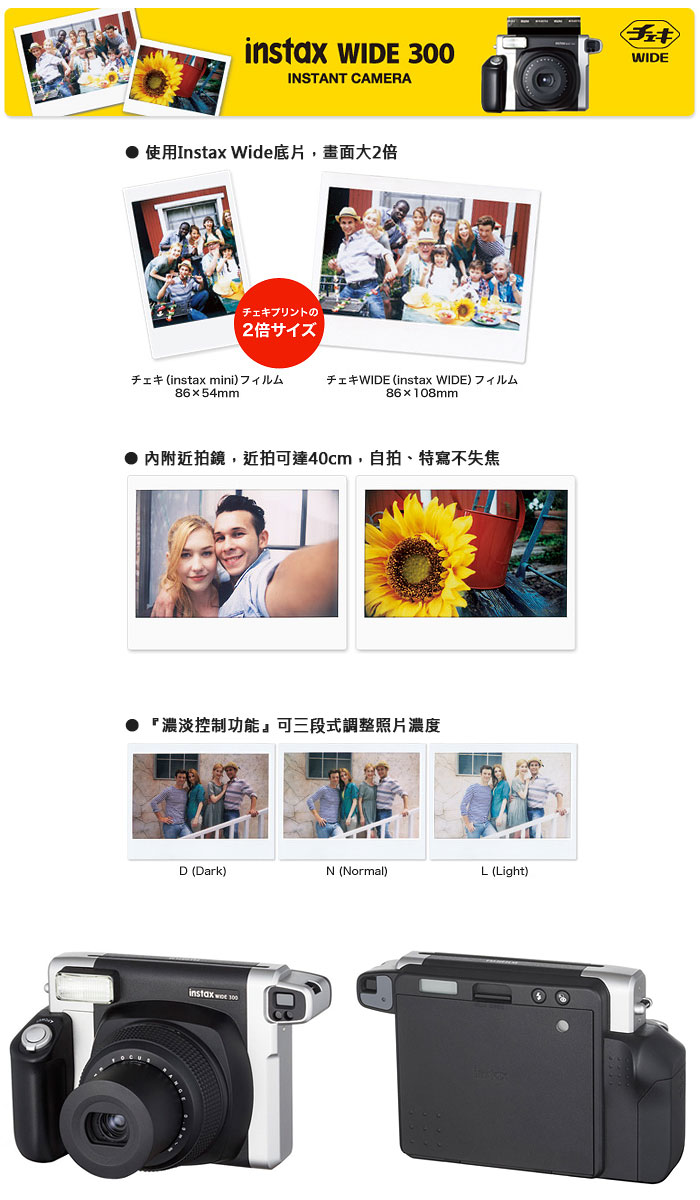 instax WIDE 300
INSTANT CAMERA
チェキ
WIDE
● 使用Instax Wide底片，畫面大2倍
チェキプリントの
2倍サイズ
チェキ（instax mini）フィルム
86×54mm
チェキWIDE（instax WIDE）フィルム
86×108mm
● 內附近拍鏡，近拍可達40cm，自拍、特寫不失焦
● 『濃淡控制功能』可三段式調整照片濃度
D (Dark)
N (Normal)
L (Light)
instax WIDE 300
FOCUS RANGE
instax